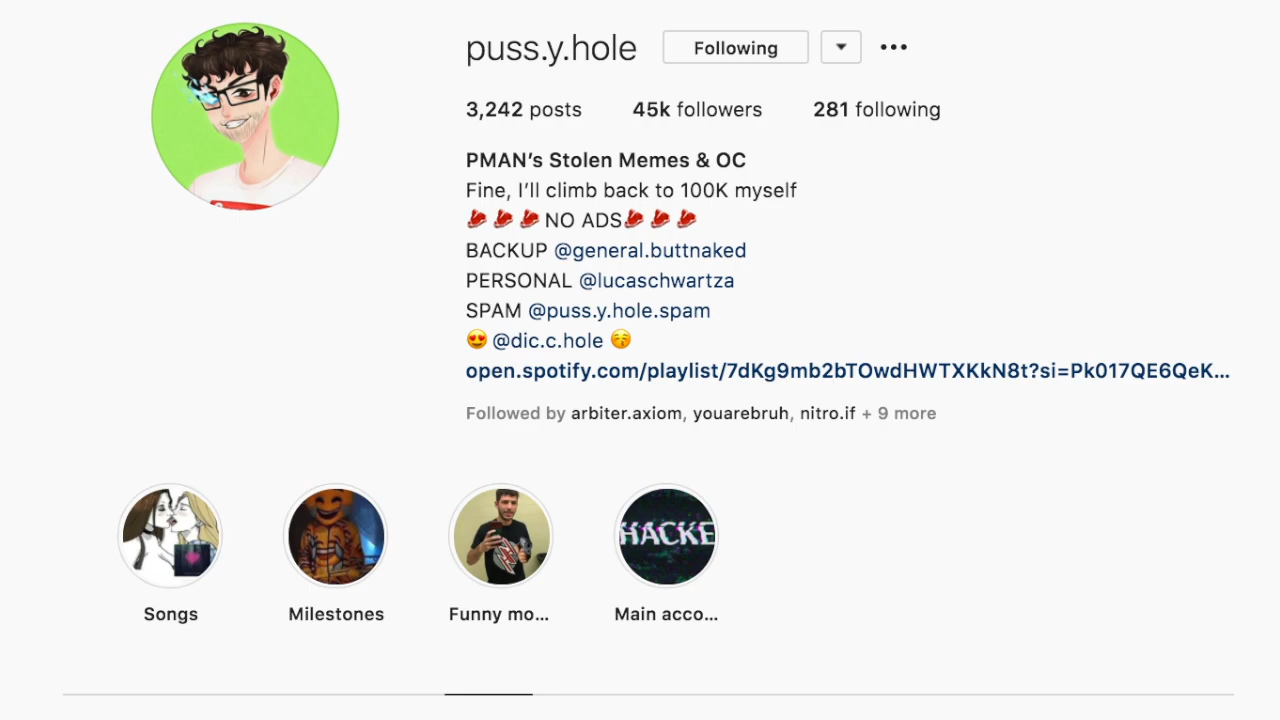 puss.y.hole
Following
3,242 posts 45k followers 281 following
PMAN’s Stolen Memes & OC
Fine, I’ll climb back to 100K myself
🥩🥩🥩NO ADS🥩🥩🥩
BACKUP @general.buttnaked
PERSONAL @lucaschwartza
SPAM @puss.y.hole.spam
😍 @dic.c.hole 😚
open.spotify.com/playlist/7dKg9mb2bTOwdHWTXKkN8t?si=Pk017QE6QeK...
Followed by arbiter.axiom, youarebruh, nitro.if + 9 more
HACKE
Songs Milestones Funny mo... Main acco...